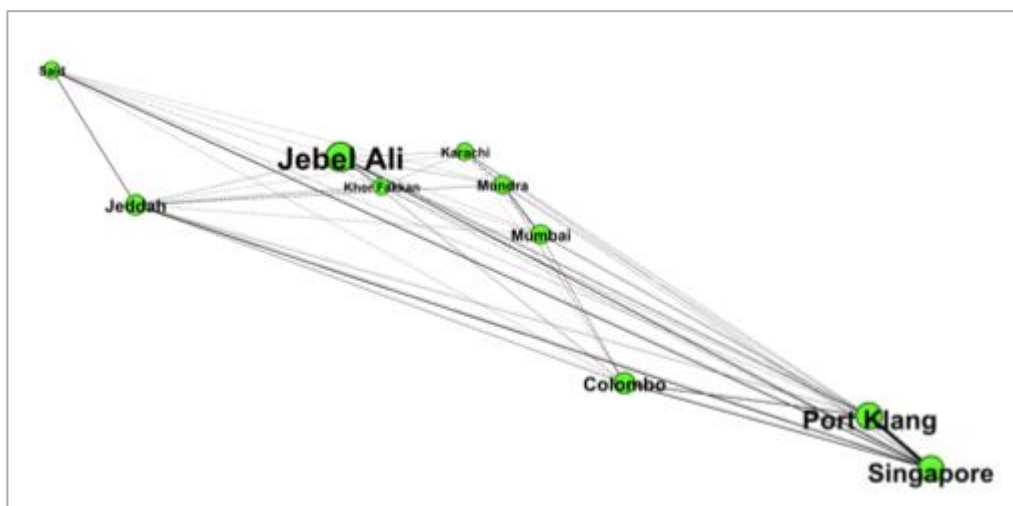 Said
Jebel Ali
Karachi
Khor Fakkan
Mundra
Jeddah
Mumbai
Colombo
Port Klang
Singapore